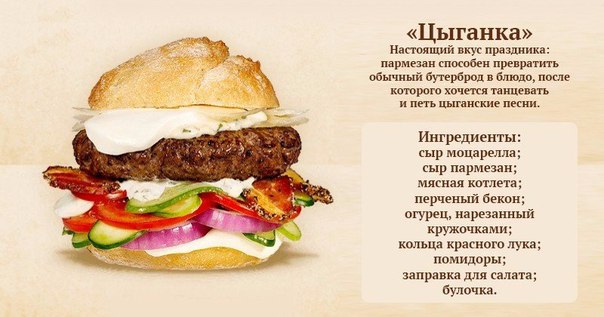 «Цыганка»
Настоящий вкус праздника:
пармезан способен превратить
обычный бутерброд в блюдо, после
которого хочется танцевать
и петь цыганские песни.
Ингредиенты:
сыр моцарелла;
сыр пармезан;
мясная котлета;
перченый бекон;
огурец, нарезанный
кружочками;
кольца красного лука;
помидоры;
заправка для салата;
булочка.